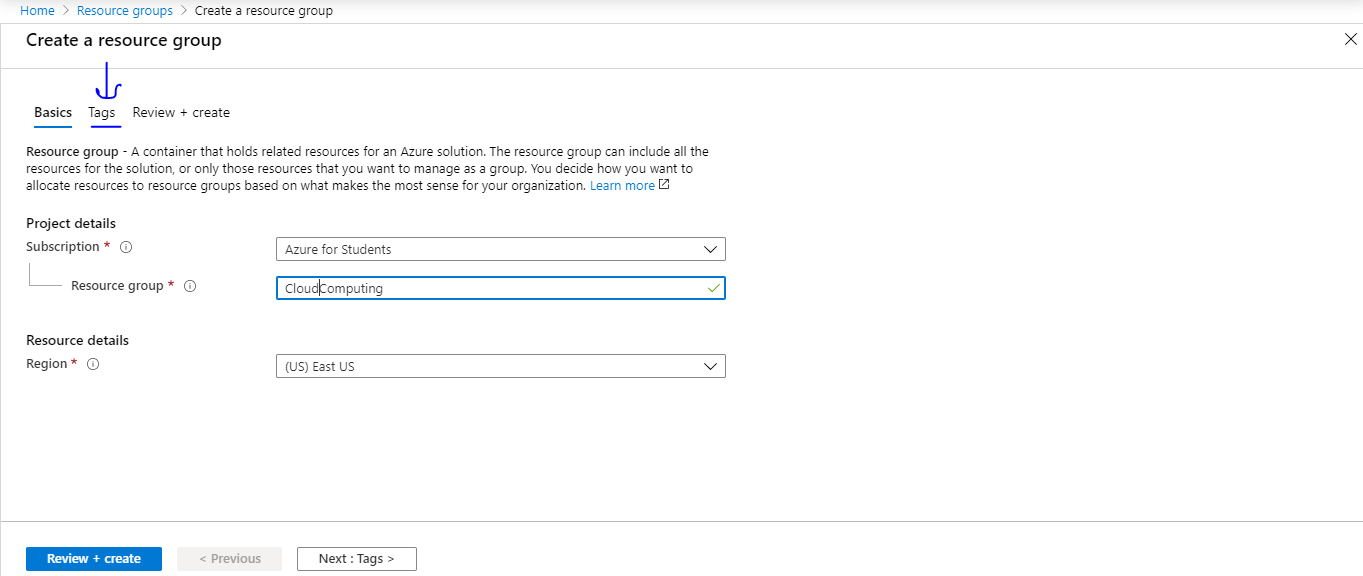 Home > Resource groups > Create a resource group
Create a resource group
Basics Tags Review + create
Resource group - A container that holds related resources for an Azure solution. The resource group can include all the
resources for the solution, or only those resources that you want to manage as a group. You decide how you want to
allocate resources to resource groups based on what makes the most sense for your organization. Learn more
Project details
Subscription * Azure for Students
Resource group * CloudComputing
Resource details
Region * (US) East US
Review + create < Previous Next : Tags >